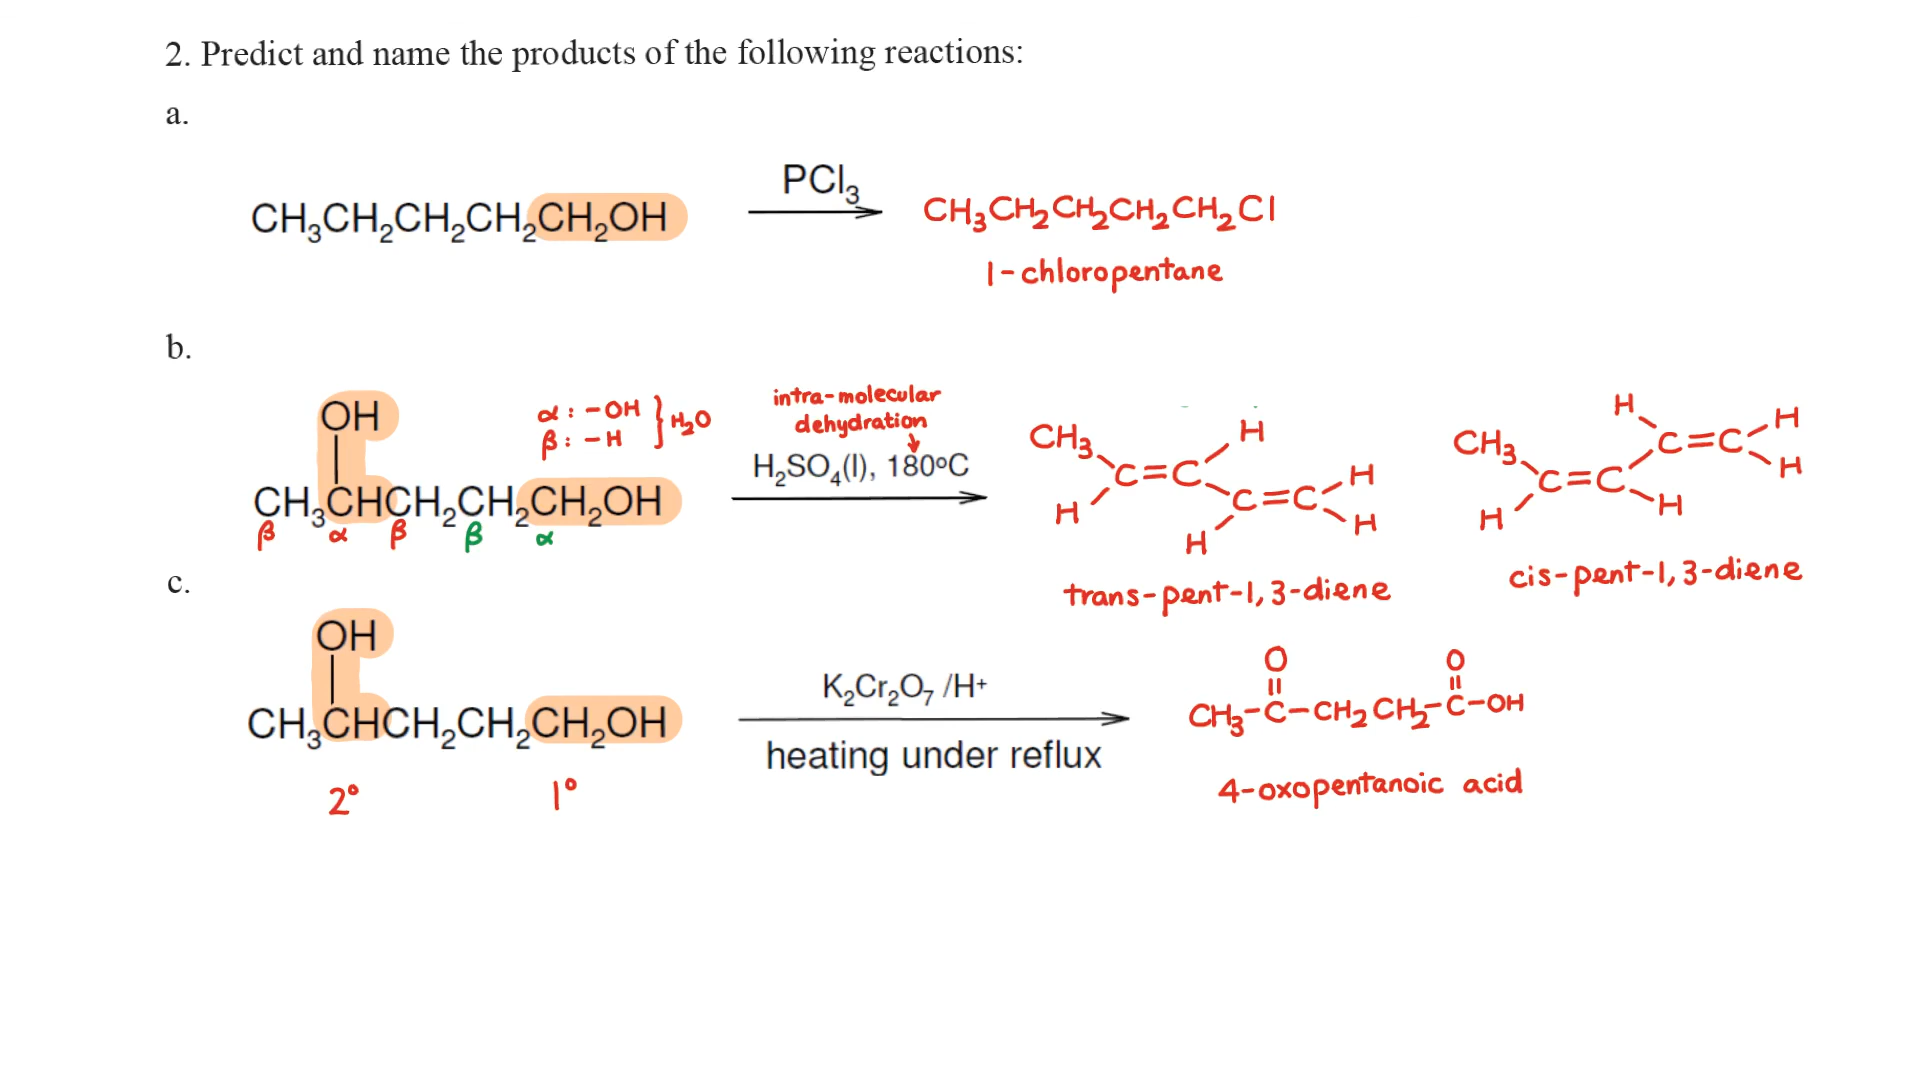 2. Predict and name the products of the following reactions:
a.
CH₃CH₂CH₂CH₂CH₂OH
PCl₃
CH₃CH₂CH₂CH₂CH₂Cl
1-chloropentane
b.
OH
CH₃CHCH₂CH₂CH₂OH
β α β β α
α: -OH
β: -H
} H₂O
intra-molecular
dehydration
↓
H₂SO₄(l), 180°C
CH₃ H
C=C H
H C=C
H H
trans-pent-1,3-diene
H H
CH₃ C=C
C=C H
H H
cis-pent-1,3-diene
c.
OH
CH₃CHCH₂CH₂CH₂OH
2° 1°
K₂Cr₂O₇ /H⁺
heating under reflux
O O
|| ||
CH₃-C-CH₂CH₂-C-OH
4-oxopentanoic acid